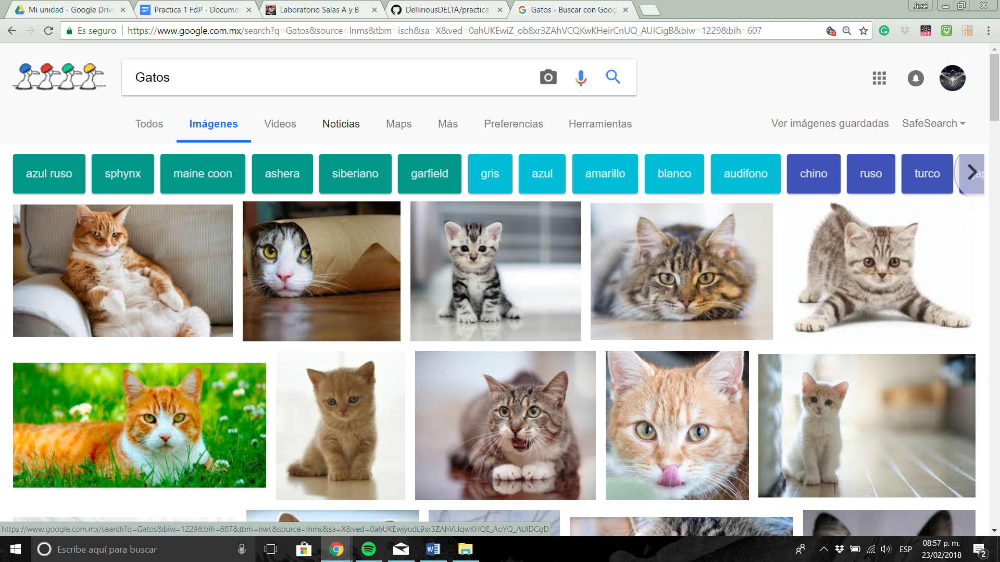 Mi unidad - Google Drive
Practica 1 FdP - Docume
Laboratorio Salas A y B
DelliriousDELTA/practica
Gatos - Buscar con Goog
José
Es seguro
https://www.google.com.mx/search?q=Gatos&source=lnms&tbm=isch&sa=X&ved=0ahUKEwiZ_ob8xr3ZAhVCQKwKHeirCnUQ_AUICigB&biw=1229&bih=607
OFF
Gatos
Todos
Imágenes
Videos
Noticias
Maps
Más
Preferencias
Herramientas
Ver imágenes guardadas
SafeSearch
azul ruso
sphynx
maine coon
ashera
siberiano
garfield
gris
azul
amarillo
blanco
audifono
chino
ruso
turco
jap
https://www.google.com.mx/search?q=Gatos&biw=1229&bih=607&tbm=nws&source=lnms&sa=X&ved=0ahUKEwjyudL9xr3ZAhVLIqwKHQE_AoYQ_AUIDCgD
Escribe aquí para buscar
ESP
08:57 p. m.
23/02/2018
2